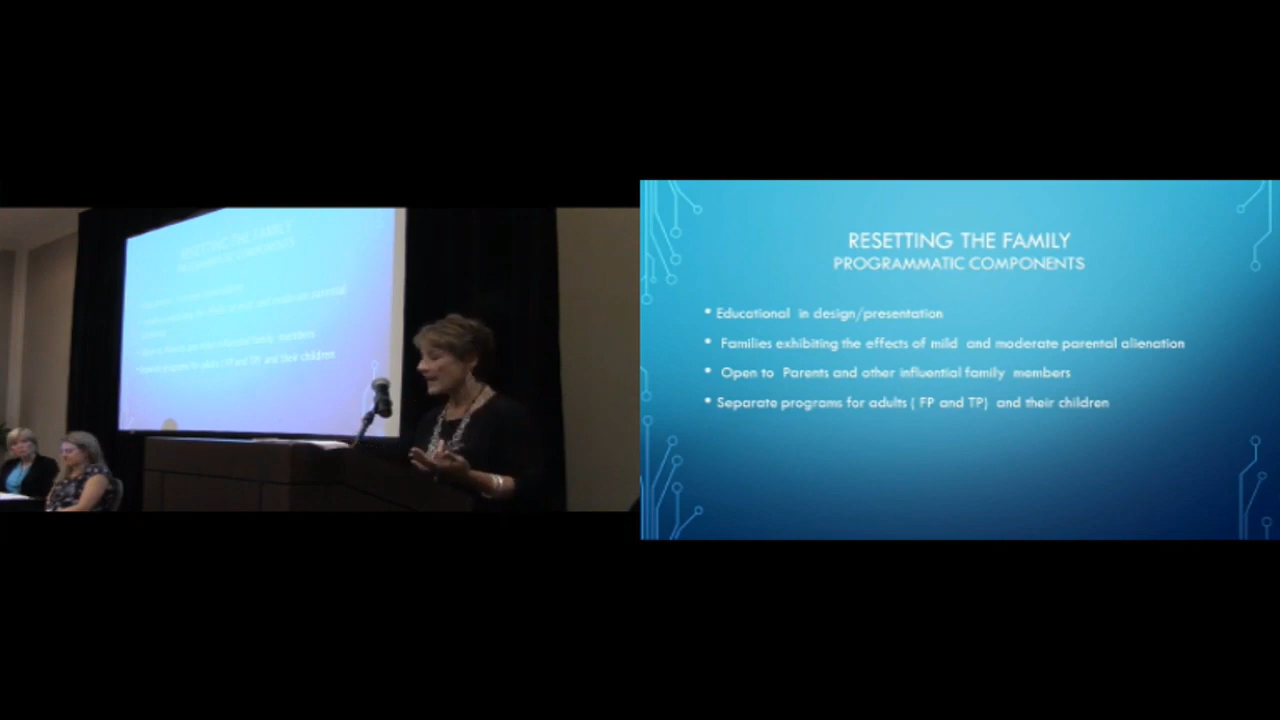 RESETTING THE FAMILY
PROGRAMMATIC COMPONENTS
• Educational in design/presentation
• Families exhibiting the effects of mild and moderate parental alienation
• Open to Parents and other influential family members
• Separate programs for adults ( FP and TP) and their children